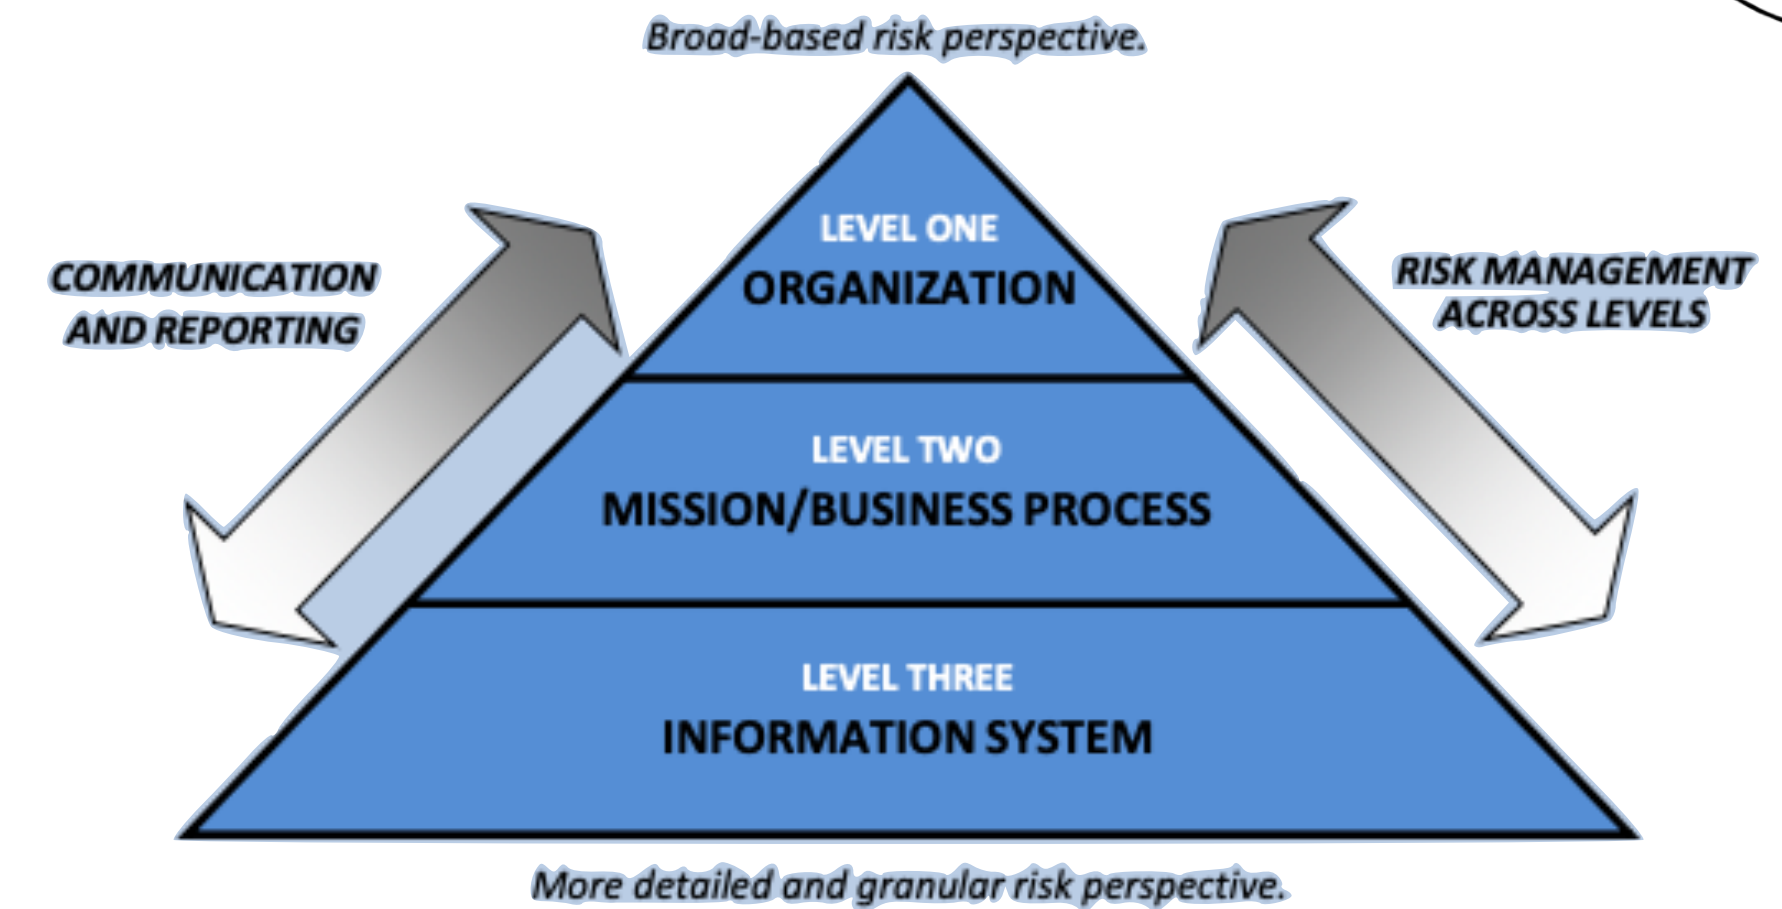 Broad-based risk perspective.
LEVEL ONE
ORGANIZATION
COMMUNICATION
AND REPORTING
RISK MANAGEMENT
ACROSS LEVELS
LEVEL TWO
MISSION/BUSINESS PROCESS
LEVEL THREE
INFORMATION SYSTEM
More detailed and granular risk perspective.